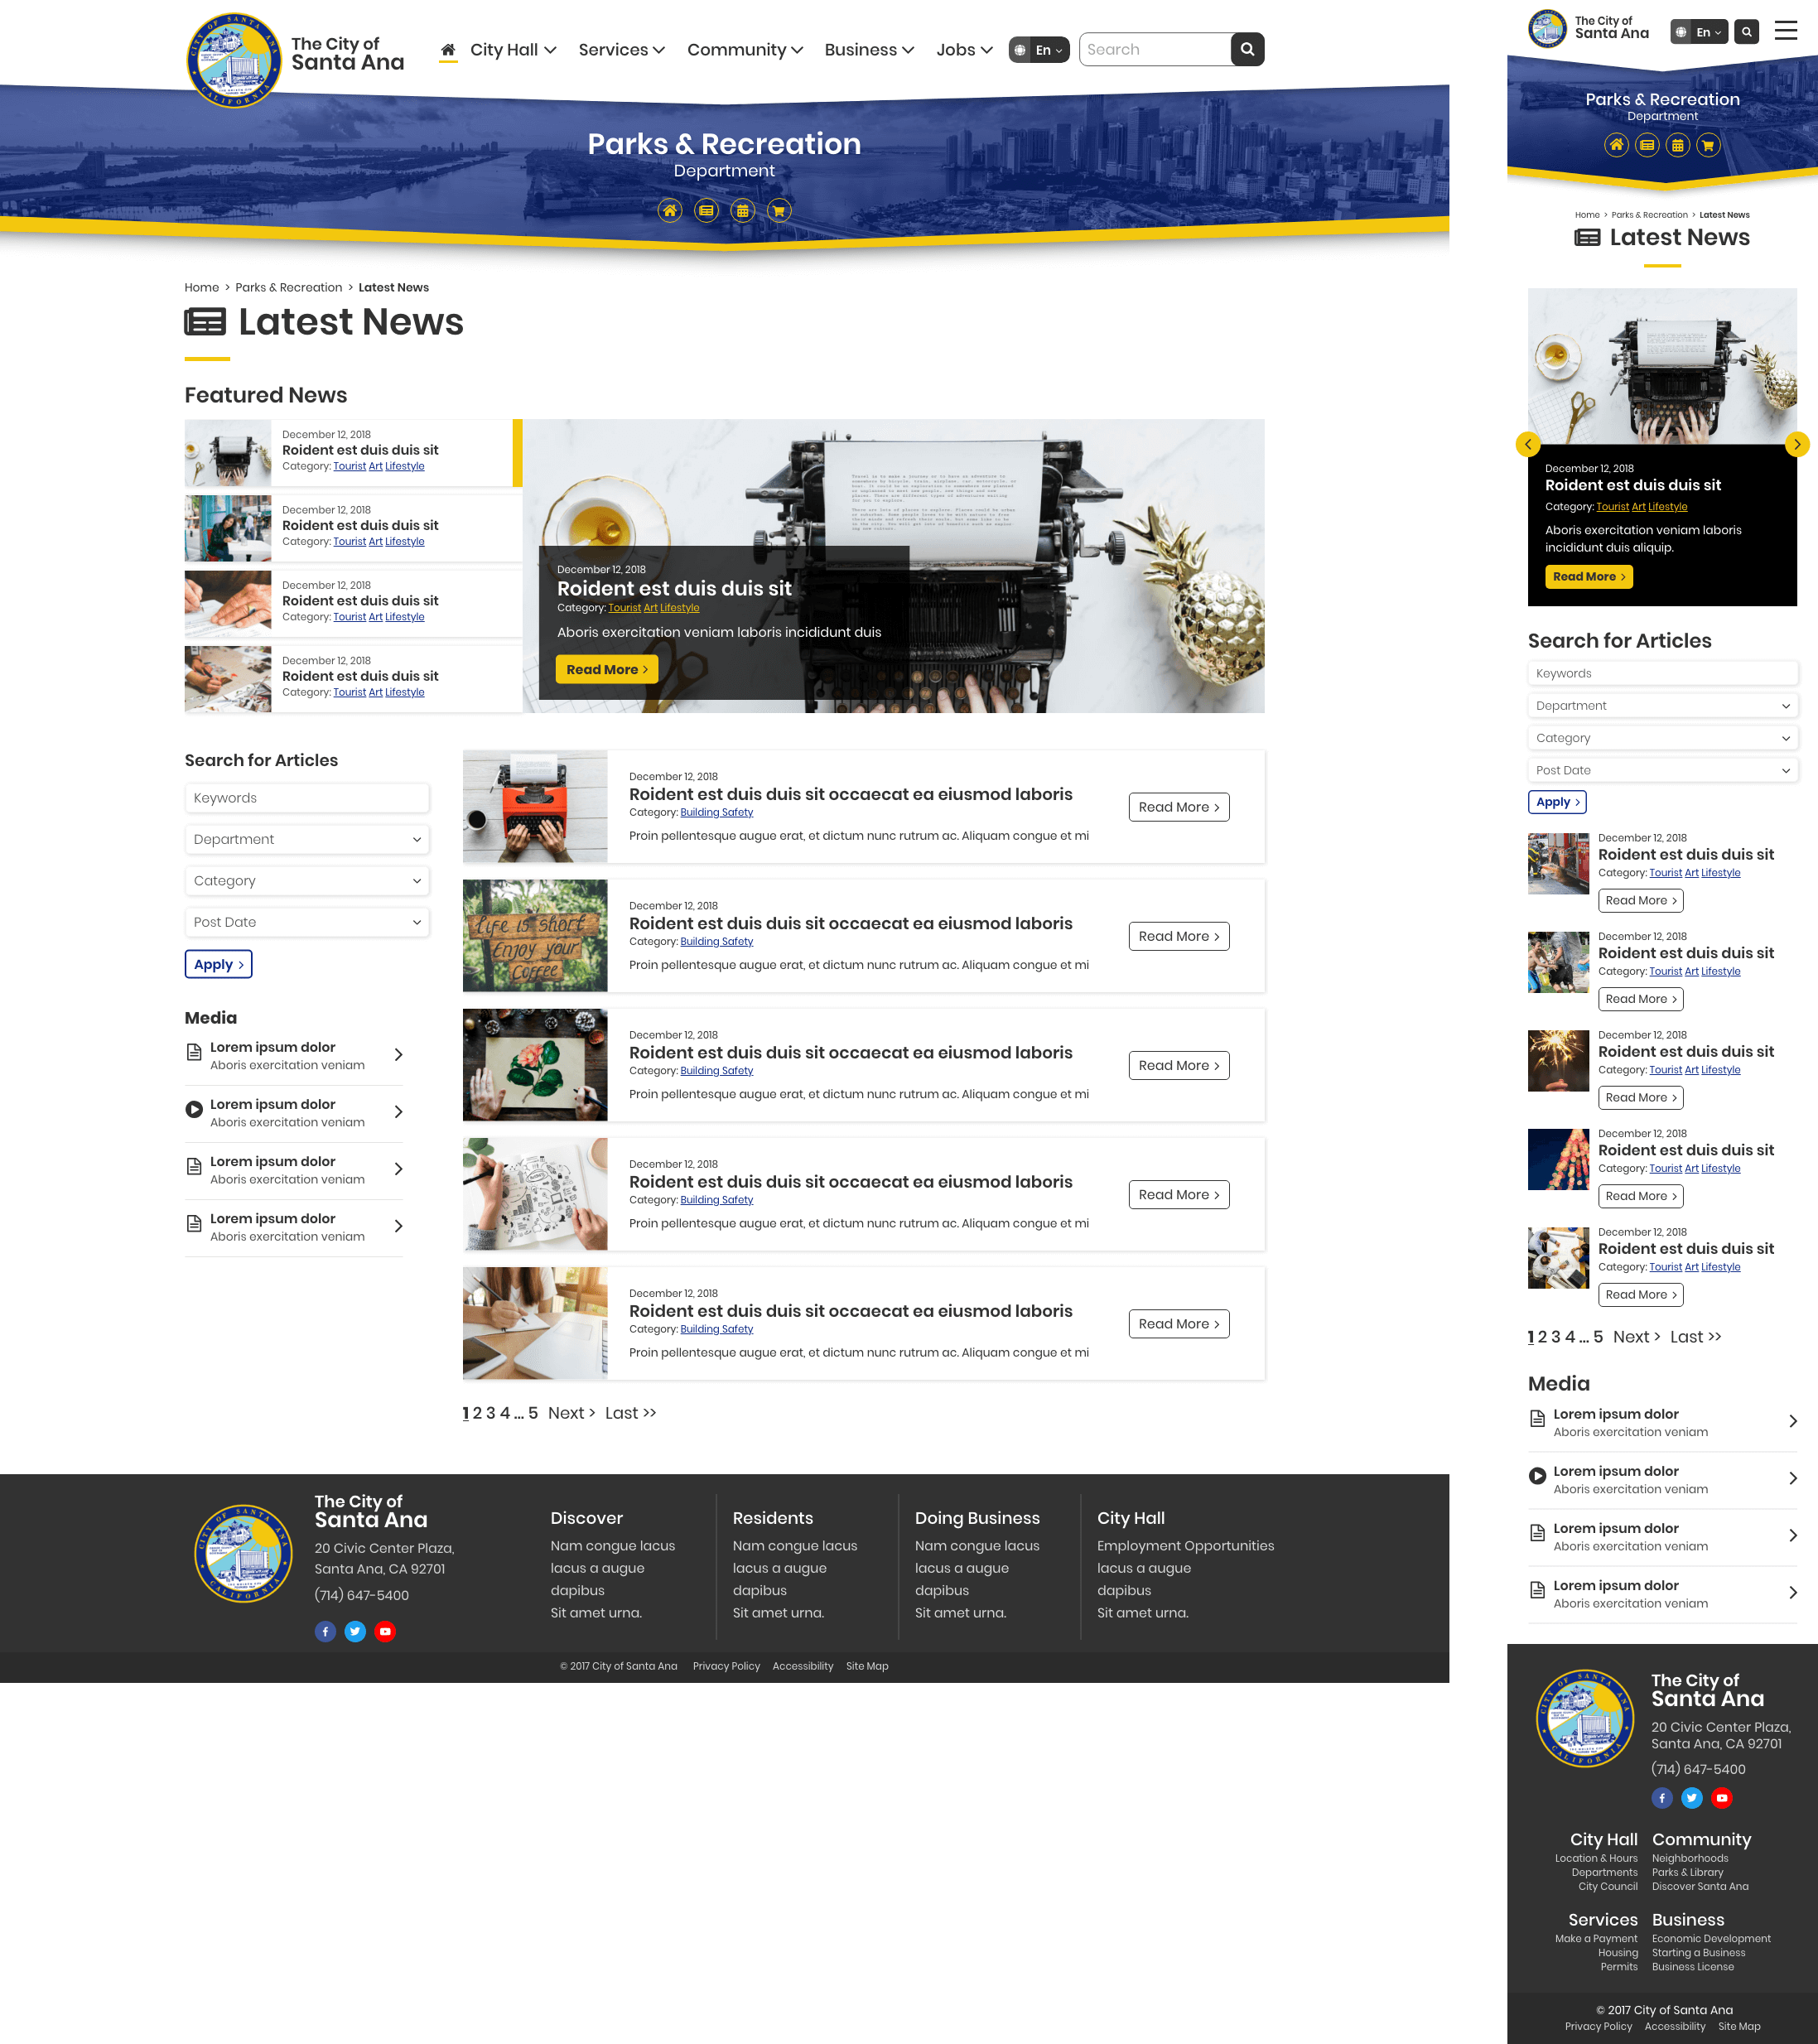 The City of
Santa Ana
City Hall
Services
Community
Business
Jobs
En
Search
Parks & Recreation
Department
Home > Parks & Recreation > Latest News
Latest News
Featured News
December 12, 2018
Roident est duis duis sit
Category: Tourist Art Lifestyle
December 12, 2018
Roident est duis duis sit
Category: Tourist Art Lifestyle
December 12, 2018
Roident est duis duis sit
Category: Tourist Art Lifestyle
December 12, 2018
Roident est duis duis sit
Category: Tourist Art Lifestyle
December 12, 2018
Roident est duis duis sit
Category: Tourist Art Lifestyle
Aboris exercitation veniam laboris incididunt duis
Read More >
Search for Articles
Keywords
Department
Category
Post Date
Apply >
Media
Lorem ipsum dolor
Aboris exercitation veniam
Lorem ipsum dolor
Aboris exercitation veniam
Lorem ipsum dolor
Aboris exercitation veniam
Lorem ipsum dolor
Aboris exercitation veniam
December 12, 2018
Roident est duis duis sit occaecat ea eiusmod laboris
Category: Building Safety
Proin pellentesque augue erat, et dictum nunc rutrum ac. Aliquam congue et mi
Read More >
Life is short
Enjoy your
Coffee
December 12, 2018
Roident est duis duis sit occaecat ea eiusmod laboris
Category: Building Safety
Proin pellentesque augue erat, et dictum nunc rutrum ac. Aliquam congue et mi
Read More >
December 12, 2018
Roident est duis duis sit occaecat ea eiusmod laboris
Category: Building Safety
Proin pellentesque augue erat, et dictum nunc rutrum ac. Aliquam congue et mi
Read More >
December 12, 2018
Roident est duis duis sit occaecat ea eiusmod laboris
Category: Building Safety
Proin pellentesque augue erat, et dictum nunc rutrum ac. Aliquam congue et mi
Read More >
December 12, 2018
Roident est duis duis sit occaecat ea eiusmod laboris
Category: Building Safety
Proin pellentesque augue erat, et dictum nunc rutrum ac. Aliquam congue et mi
Read More >
1 2 3 4 ... 5 Next > Last >>
CITY OF SANTA ANA
CALIFORNIA
The City of
Santa Ana
20 Civic Center Plaza,
Santa Ana, CA 92701
(714) 647-5400
Discover
Nam congue lacus
lacus a augue
dapibus
Sit amet urna.
Residents
Nam congue lacus
lacus a augue
dapibus
Sit amet urna.
Doing Business
Nam congue lacus
lacus a augue
dapibus
Sit amet urna.
City Hall
Employment Opportunities
lacus a augue
dapibus
Sit amet urna.
© 2017 City of Santa Ana Privacy Policy Accessibility Site Map
The City of
Santa Ana
En
Parks & Recreation
Department
Home > Parks & Recreation > Latest News
Latest News
December 12, 2018
Roident est duis duis sit
Category: Tourist Art Lifestyle
Aboris exercitation veniam laboris
incididunt duis aliquip.
Read More >
Search for Articles
Keywords
Department
Category
Post Date
Apply >
December 12, 2018
Roident est duis duis sit
Category: Tourist Art Lifestyle
Read More >
December 12, 2018
Roident est duis duis sit
Category: Tourist Art Lifestyle
Read More >
December 12, 2018
Roident est duis duis sit
Category: Tourist Art Lifestyle
Read More >
December 12, 2018
Roident est duis duis sit
Category: Tourist Art Lifestyle
Read More >
December 12, 2018
Roident est duis duis sit
Category: Tourist Art Lifestyle
Read More >
1 2 3 4 ... 5 Next > Last >>
Media
Lorem ipsum dolor
Aboris exercitation veniam
Lorem ipsum dolor
Aboris exercitation veniam
Lorem ipsum dolor
Aboris exercitation veniam
Lorem ipsum dolor
Aboris exercitation veniam
CITY OF SANTA ANA
CALIFORNIA
The City of
Santa Ana
20 Civic Center Plaza,
Santa Ana, CA 92701
(714) 647-5400
City Hall
Location & Hours
Departments
City Council
Community
Neighborhoods
Parks & Library
Discover Santa Ana
Services
Make a Payment
Housing
Permits
Business
Economic Development
Starting a Business
Business License
© 2017 City of Santa Ana
Privacy Policy Accessibility Site Map